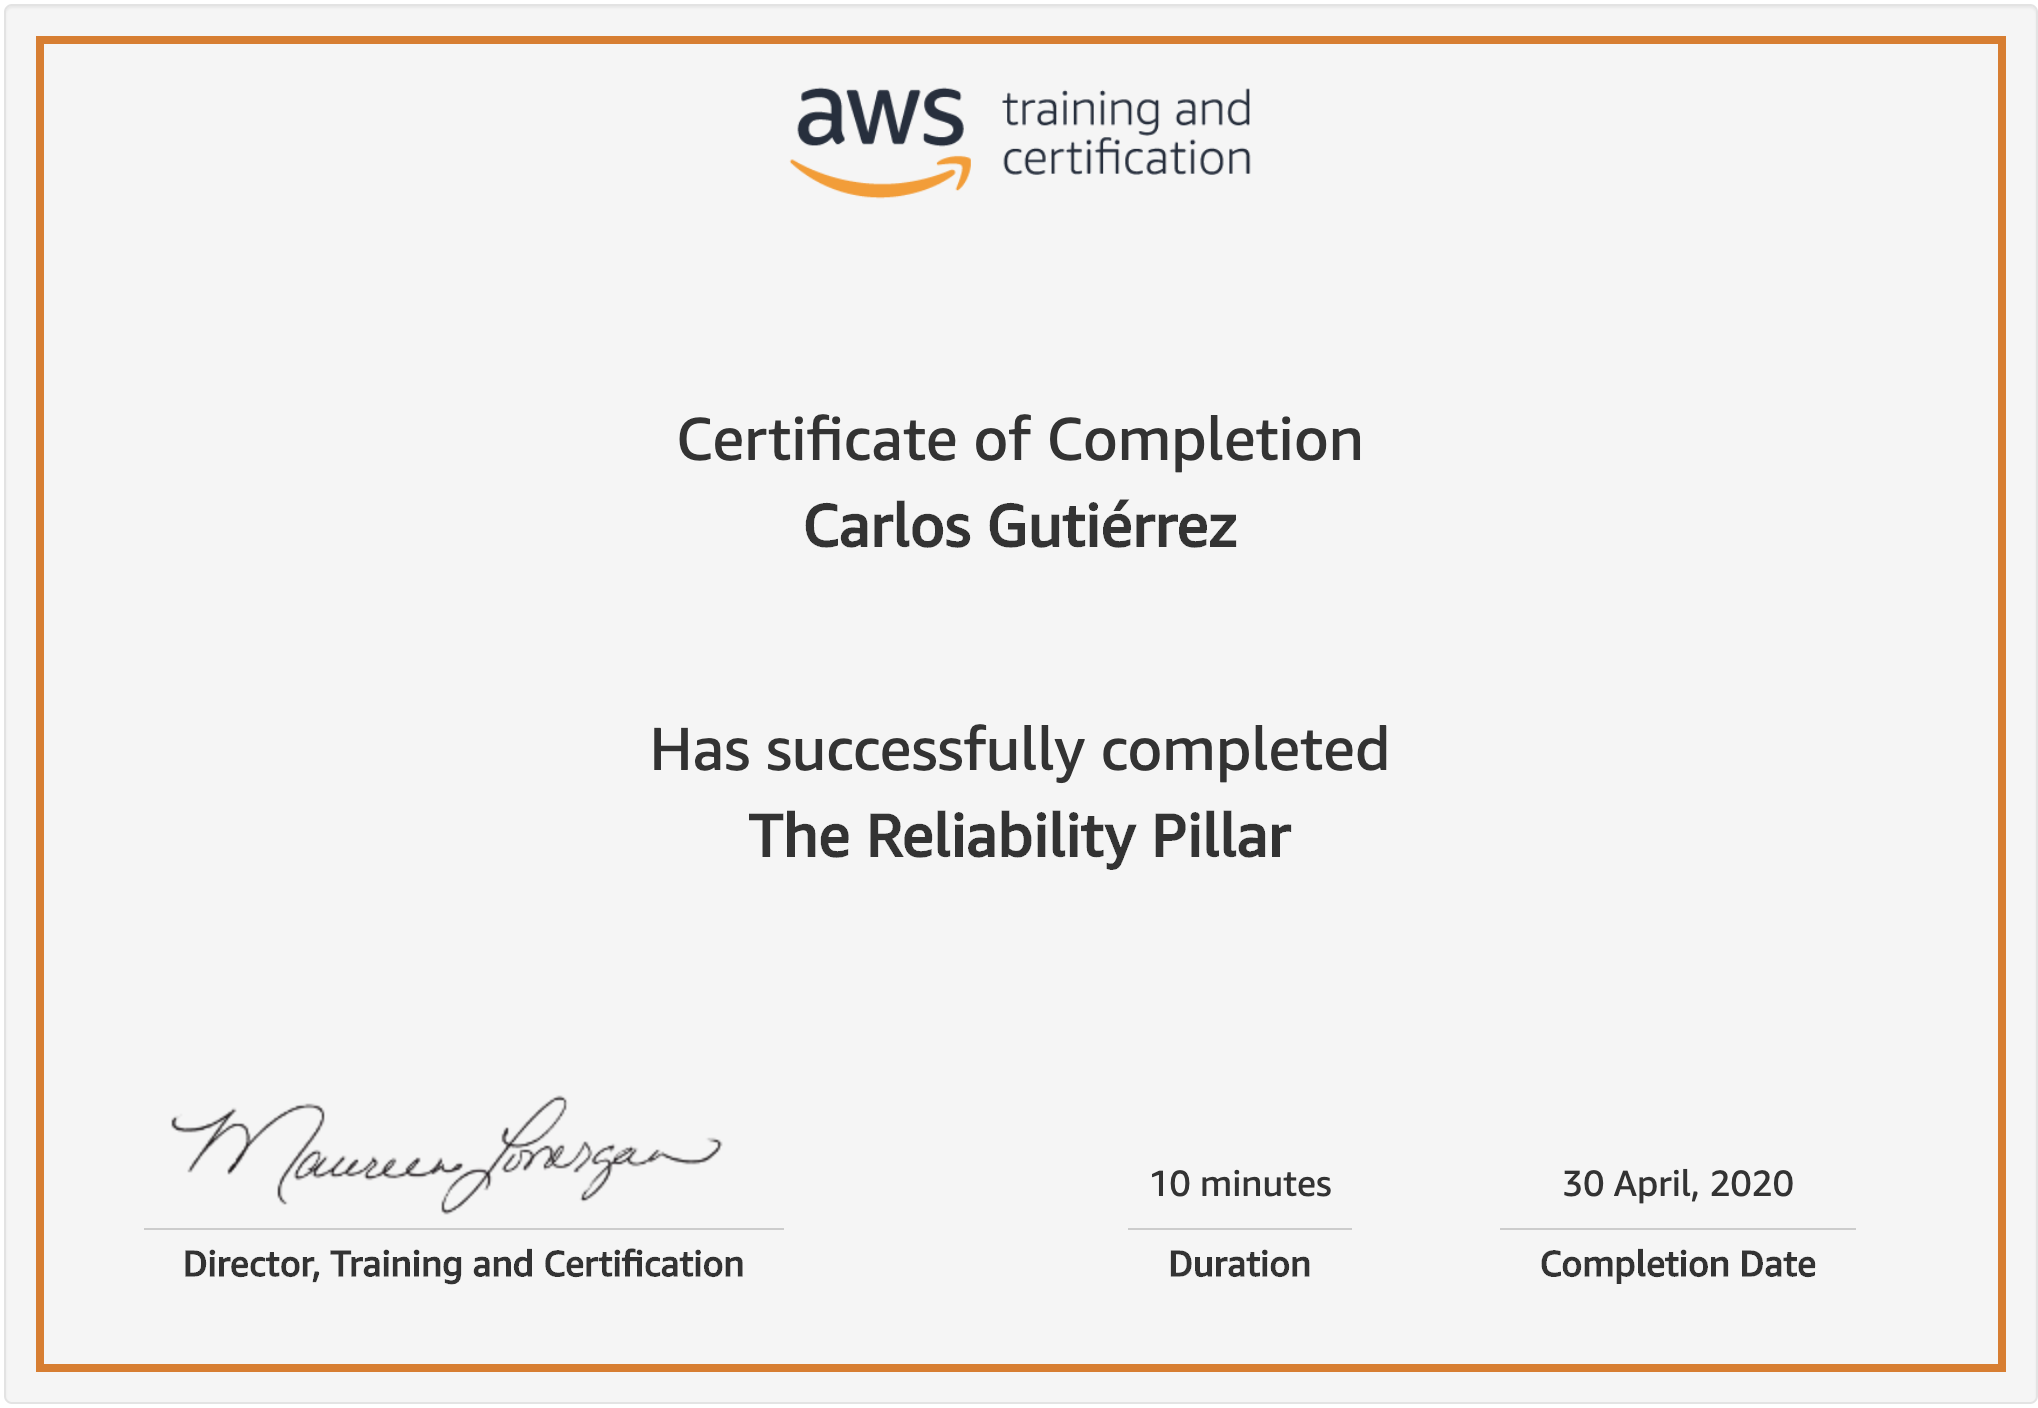 aws training and
certification
Certificate of Completion
Carlos Gutiérrez
Has successfully completed
The Reliability Pillar
Maureen Lonergan
10 minutes
30 April, 2020
Director, Training and Certification
Duration
Completion Date